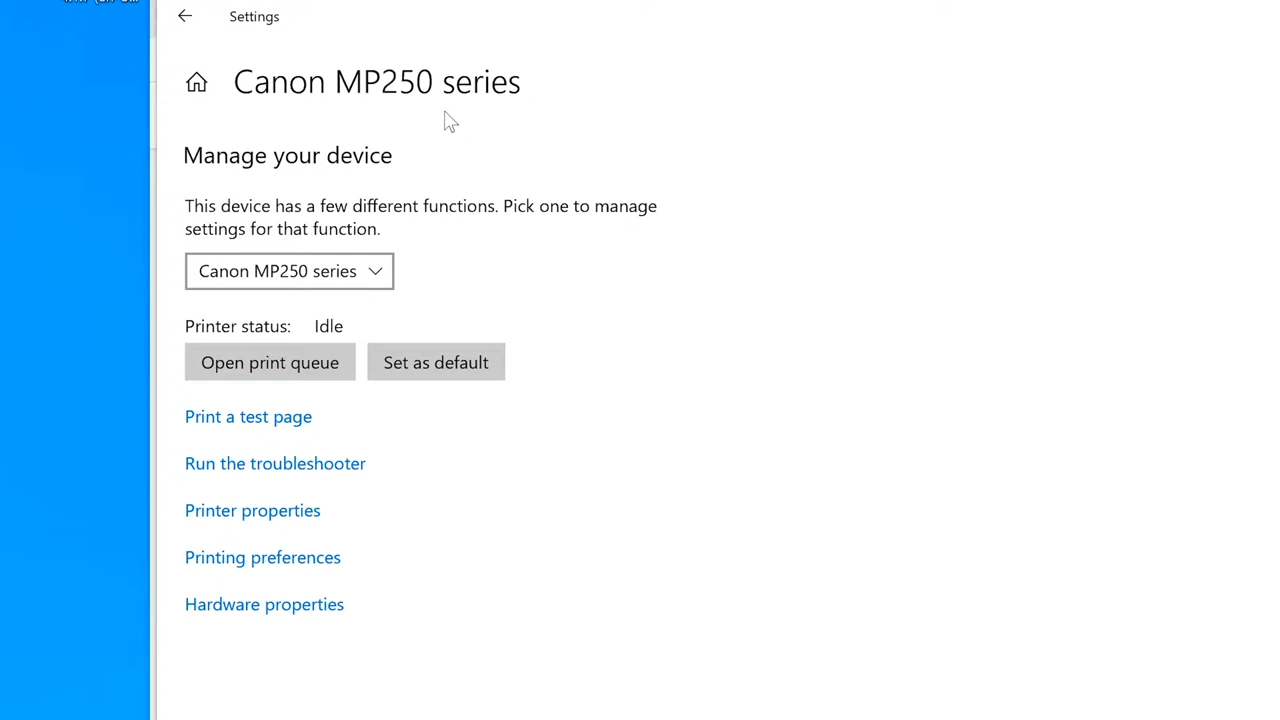 Settings
Canon MP250 series
Manage your device
This device has a few different functions. Pick one to manage
settings for that function.
Canon MP250 series
Printer status: Idle
Open print queue Set as default
Print a test page
Run the troubleshooter
Printer properties
Printing preferences
Hardware properties